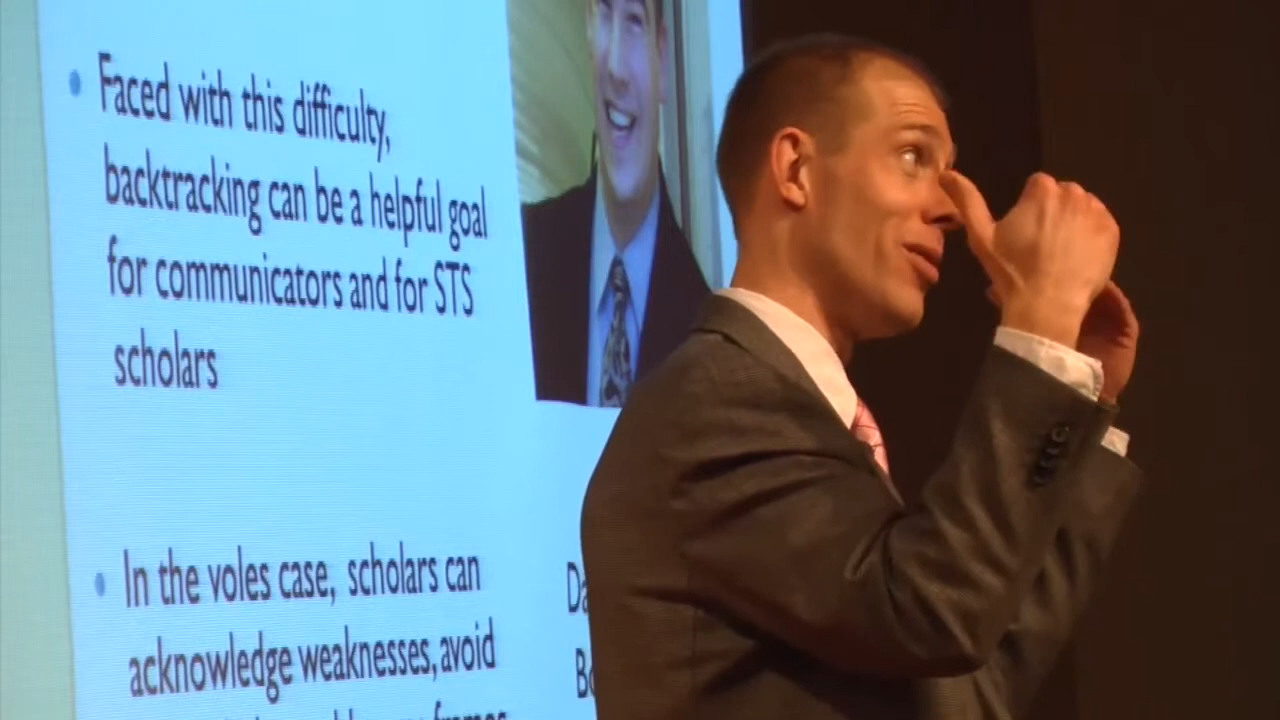 Faced with this difficulty,
backtracking can be a helpful goal
for communicators and for STS
scholars
In the voles case, scholars can
acknowledge weaknesses, avoid
frames
Da
Bo